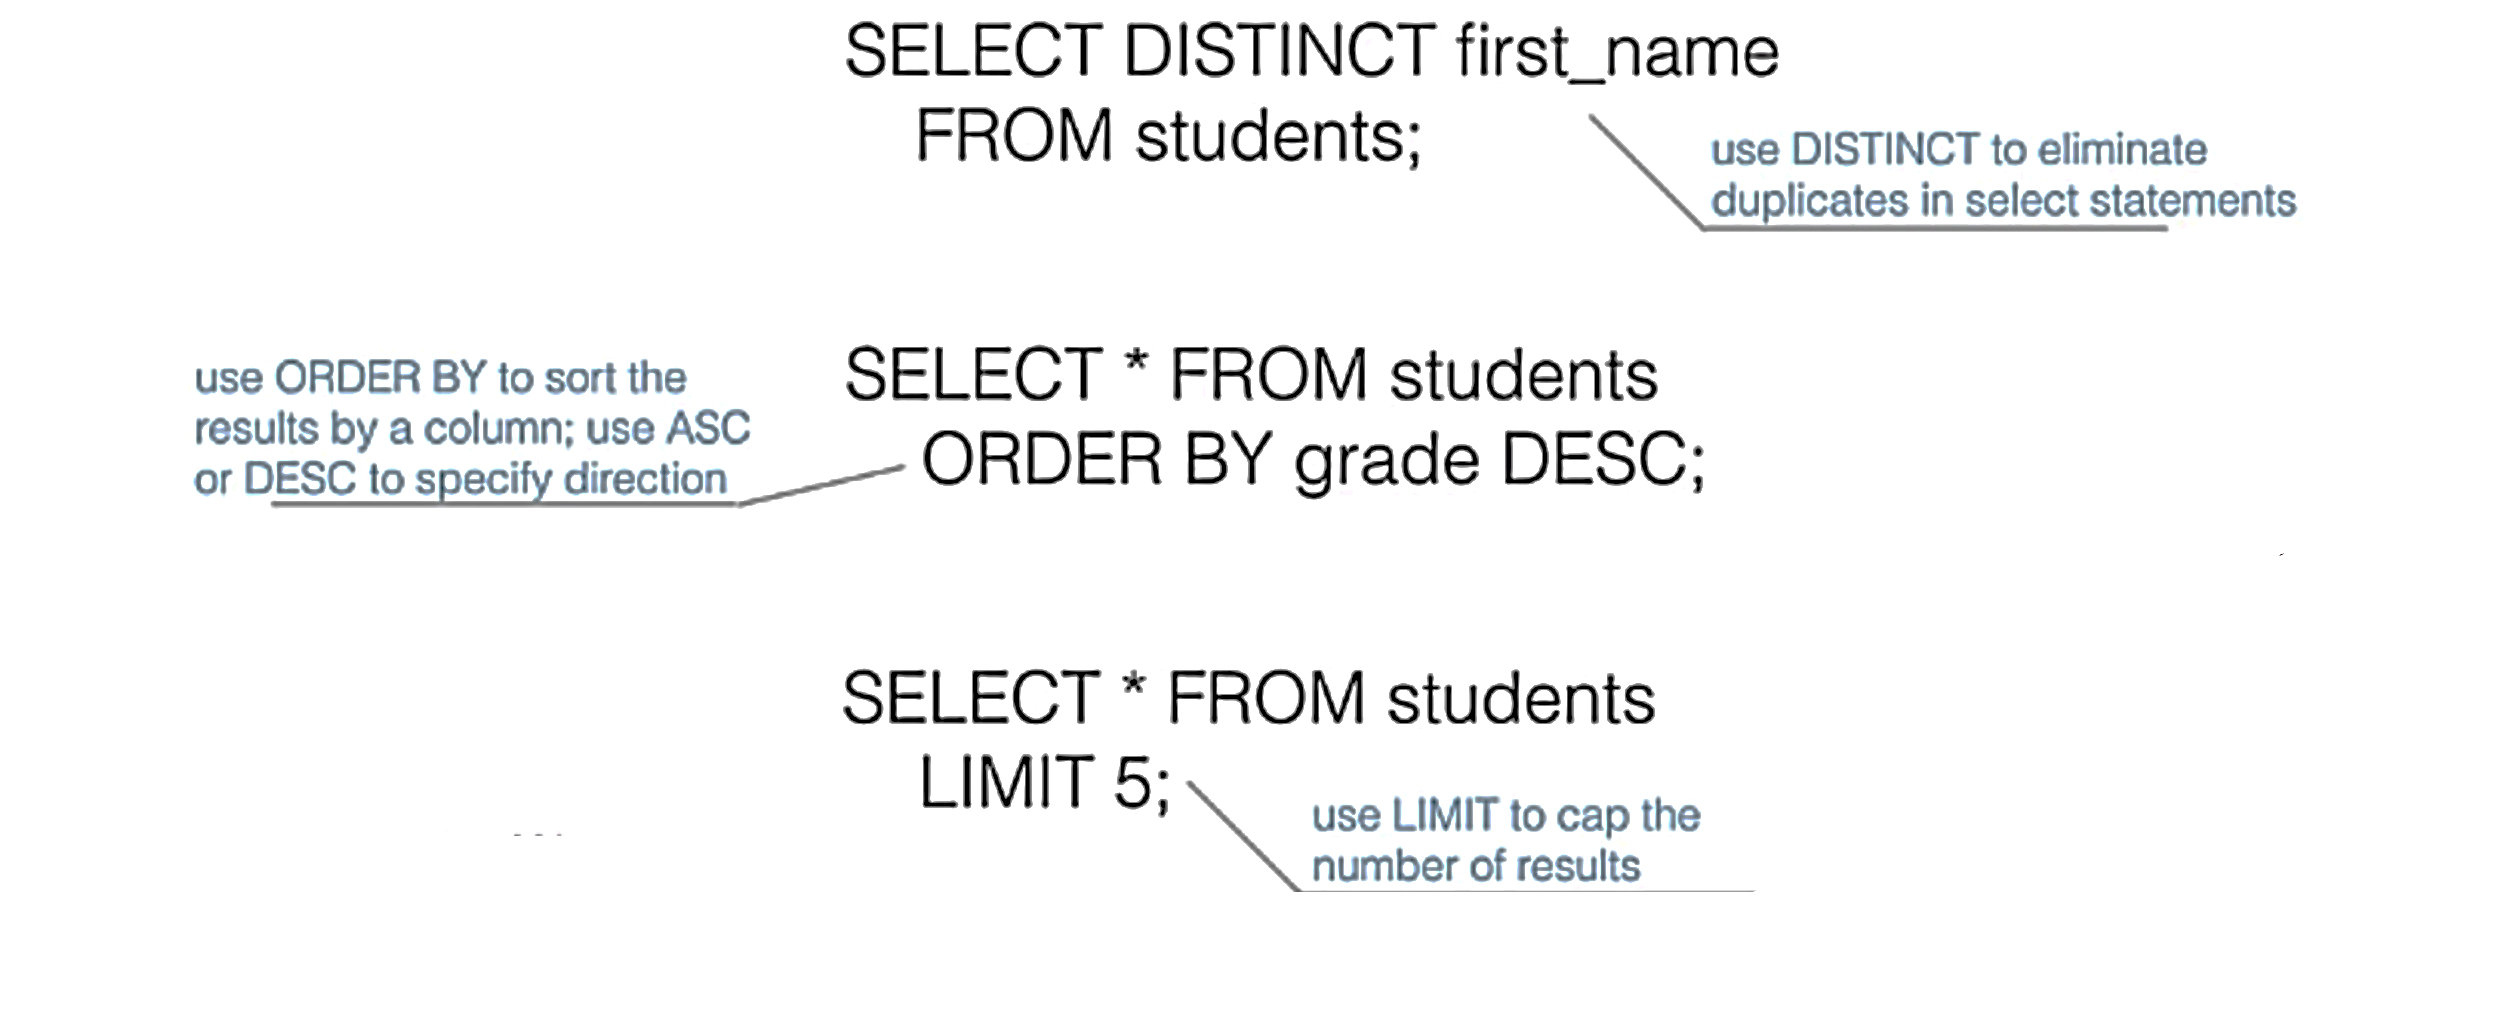 SELECT DISTINCT first_name
FROM students;
use DISTINCT to eliminate
duplicates in select statements
use ORDER BY to sort the
results by a column; use ASC
or DESC to specify direction
SELECT * FROM students
ORDER BY grade DESC;
SELECT * FROM students
LIMIT 5;
use LIMIT to cap the
number of results